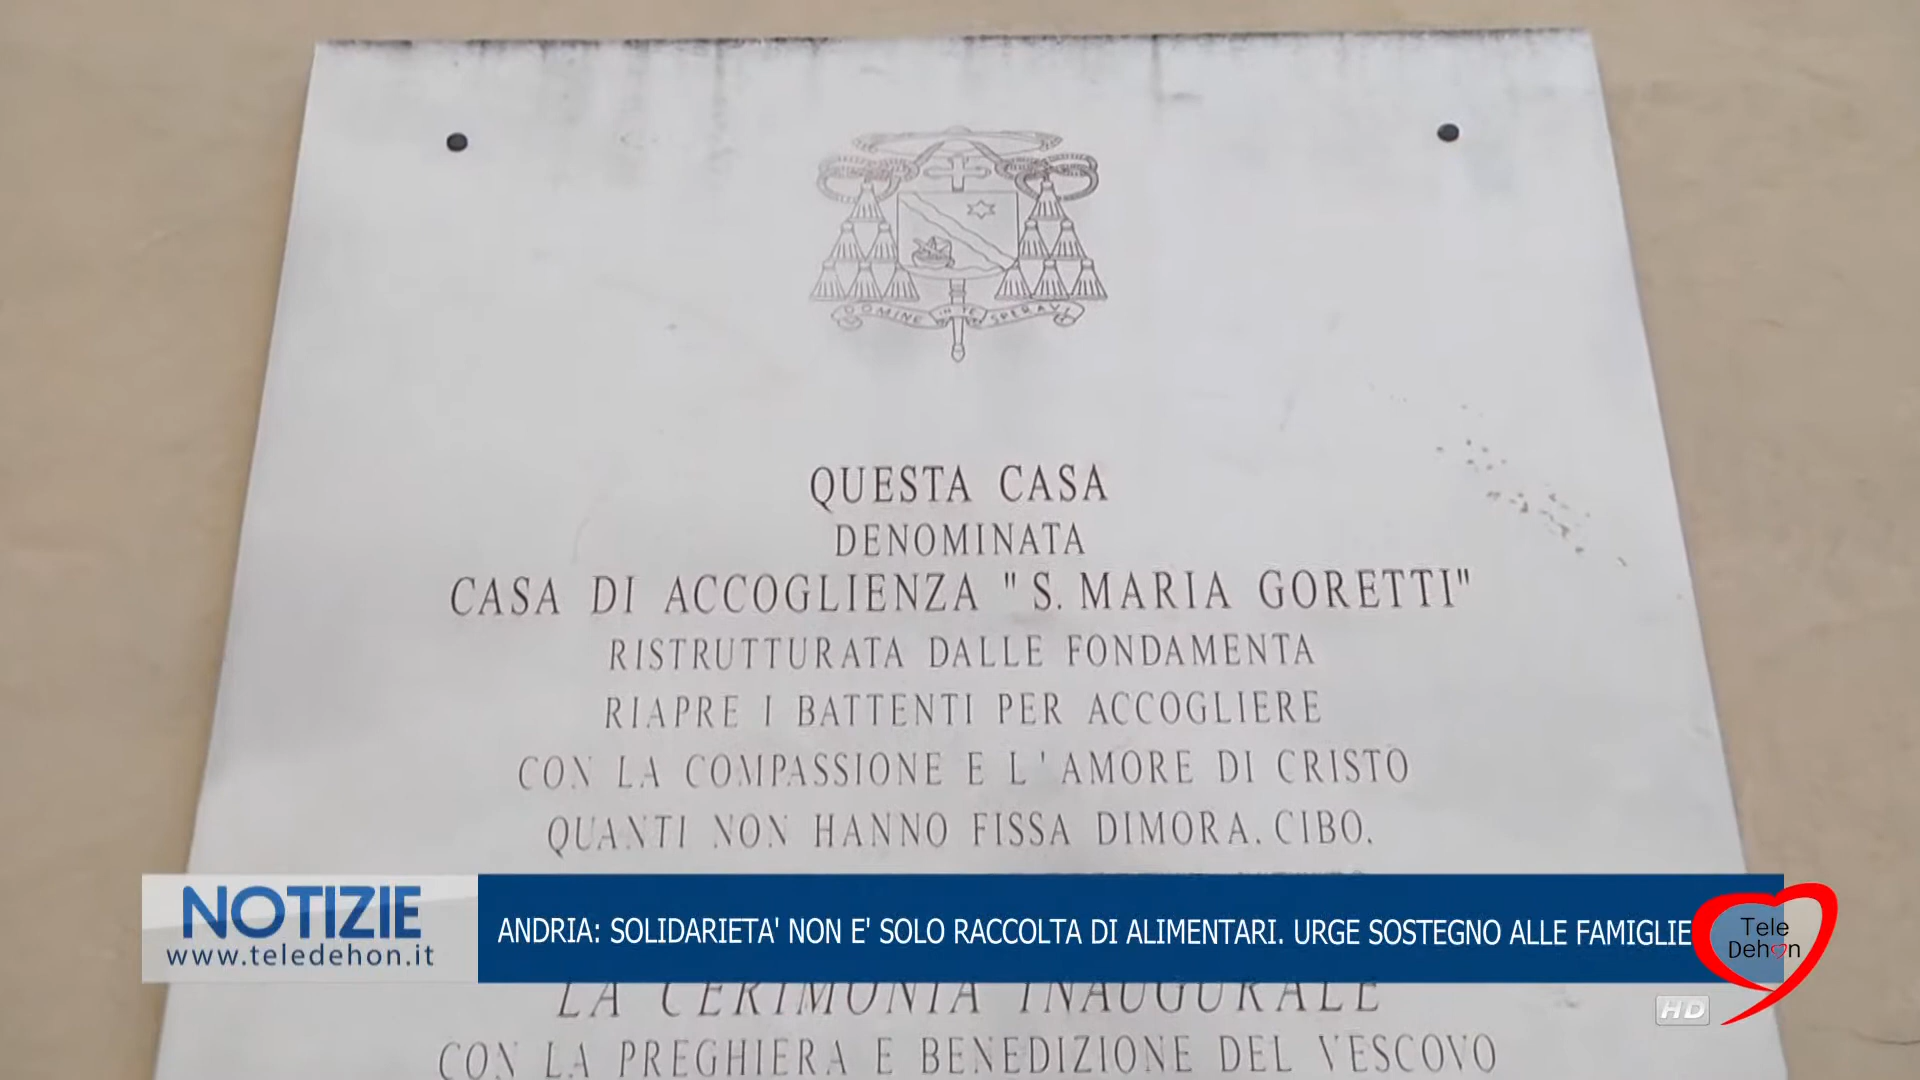 DOMINE IN TE SPERAVI
QUESTA CASA
DENOMINATA
CASA DI ACCOGLIENZA "S. MARIA GORETTI"
RISTRUTTURATA DALLE FONDAMENTA
RIAPRE I BATTENTI PER ACCOGLIERE
CON LA COMPASSIONE E L'AMORE DI CRISTO
QUANTI NON HANNO FISSA DIMORA. CIBO.
NOTIZIE
www.teledehon.it
ANDRIA: SOLIDARIETA' NON E' SOLO RACCOLTA DI ALIMENTARI. URGE SOSTEGNO ALLE FAMIGLIE
Tele
Dehon
HD
LA CERIMONIA INAUGURALE
CON LA PREGHIERA E BENEDIZIONE DEL VESCOVO